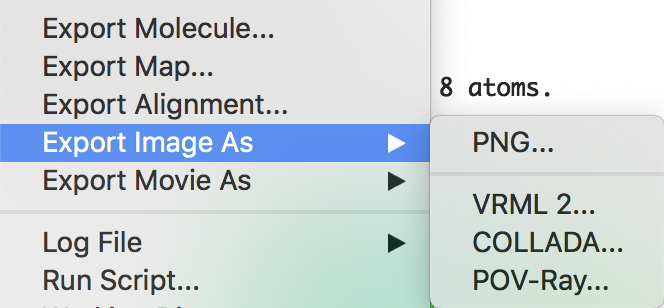 Export Molecule...
Export Map...
Export Alignment...
8 atoms.
Export Image As
PNG...
Export Movie As
VRML 2...
Log File
COLLADA...
Run Script...
POV-Ray...